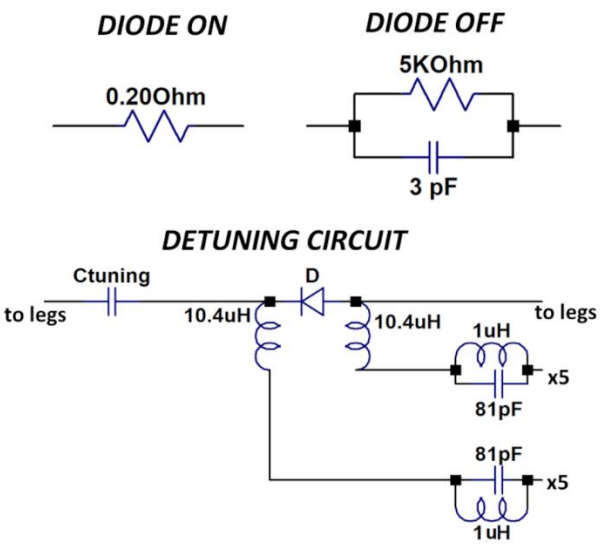 DIODE ON
DIODE OFF
0.20Ohm
5KOhm
3 pF
DETUNING CIRCUIT
Ctuning
D
to legs
10.4uH
10.4uH
to legs
1uH
x5
81pF
81pF
x5
1uH